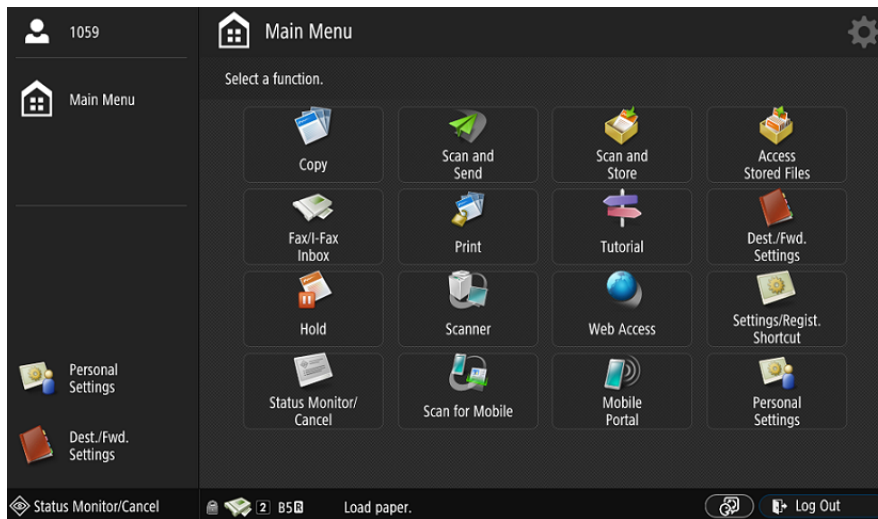 1059
Main Menu
Main Menu
Select a function.
Copy
Scan and
Send
Scan and
Store
Access
Stored Files
Fax/I-Fax
Inbox
Print
Tutorial
Dest./Fwd.
Settings
Hold
Scanner
Web Access
Settings/Regist.
Shortcut
Status Monitor/
Cancel
Scan for Mobile
Mobile
Portal
Personal
Settings
Personal
Settings
Dest./Fwd.
Settings
Status Monitor/Cancel
2 B5R Load paper.
Log Out